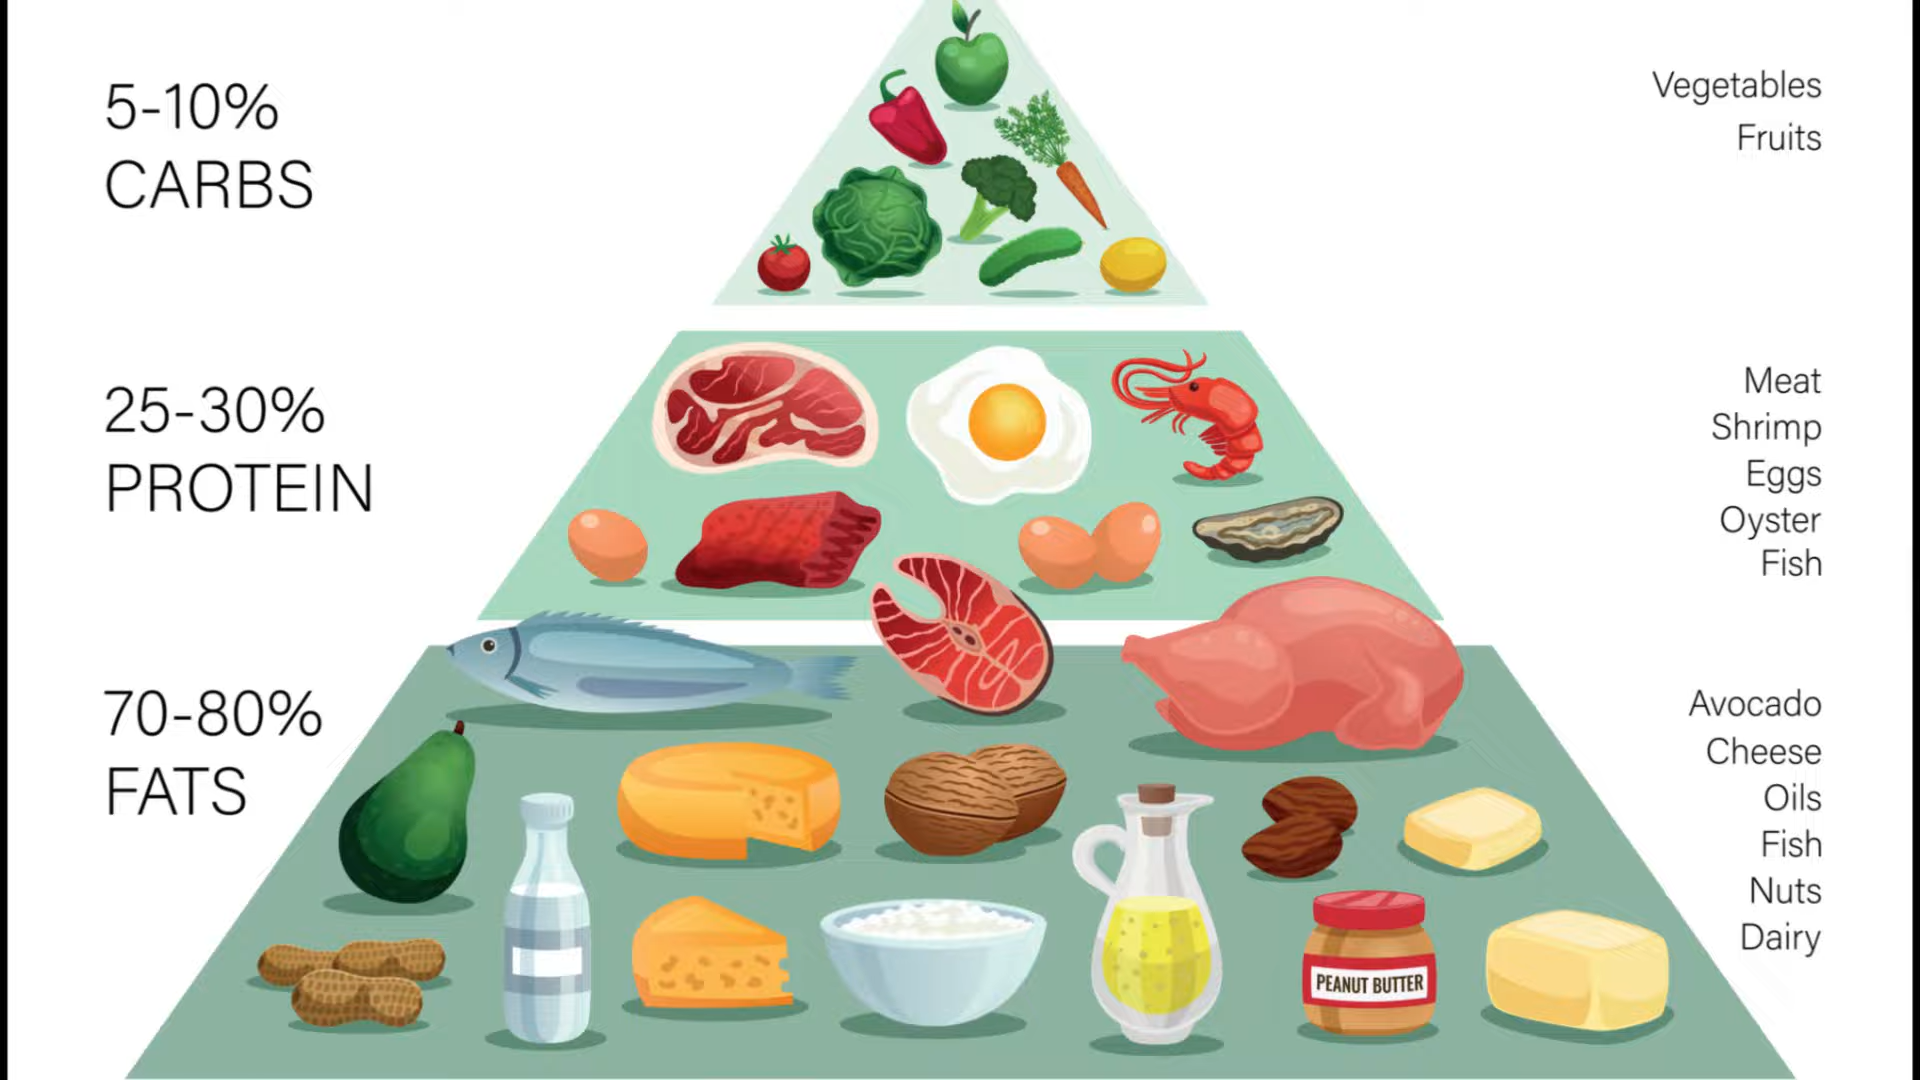 5-10%
CARBS
Vegetables
Fruits
25-30%
PROTEIN
Meat
Shrimp
Eggs
Oyster
Fish
70-80%
FATS
Avocado
Cheese
Oils
Fish
Nuts
Dairy
PEANUT BUTTER